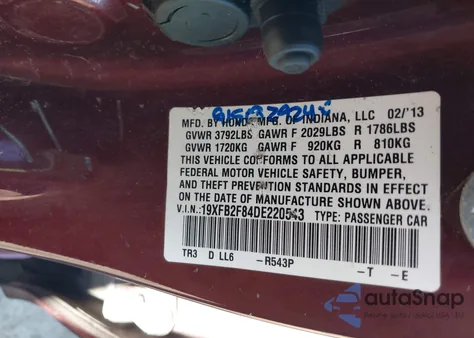 MFD. BY HONDA MFG. OF INDIANA, LLC 02/'13
GVWR 3792LBS GAWR F 2029LBS R 1786LBS
GVWR 1720KG GAWR F 920KG R 810KG
THIS VEHICLE CONFORMS TO ALL APPLICABLE
FEDERAL MOTOR VEHICLE SAFETY, BUMPER,
AND THEFT PREVENTION STANDARDS IN EFFECT
ON THE DATE OF MANUFACTURE SHOWN ABOVE.
V.I.N.:19XFB2F84DE220543 TYPE: PASSENGER CAR
TR3 D LL6 -R543P -T -E
autoSnap